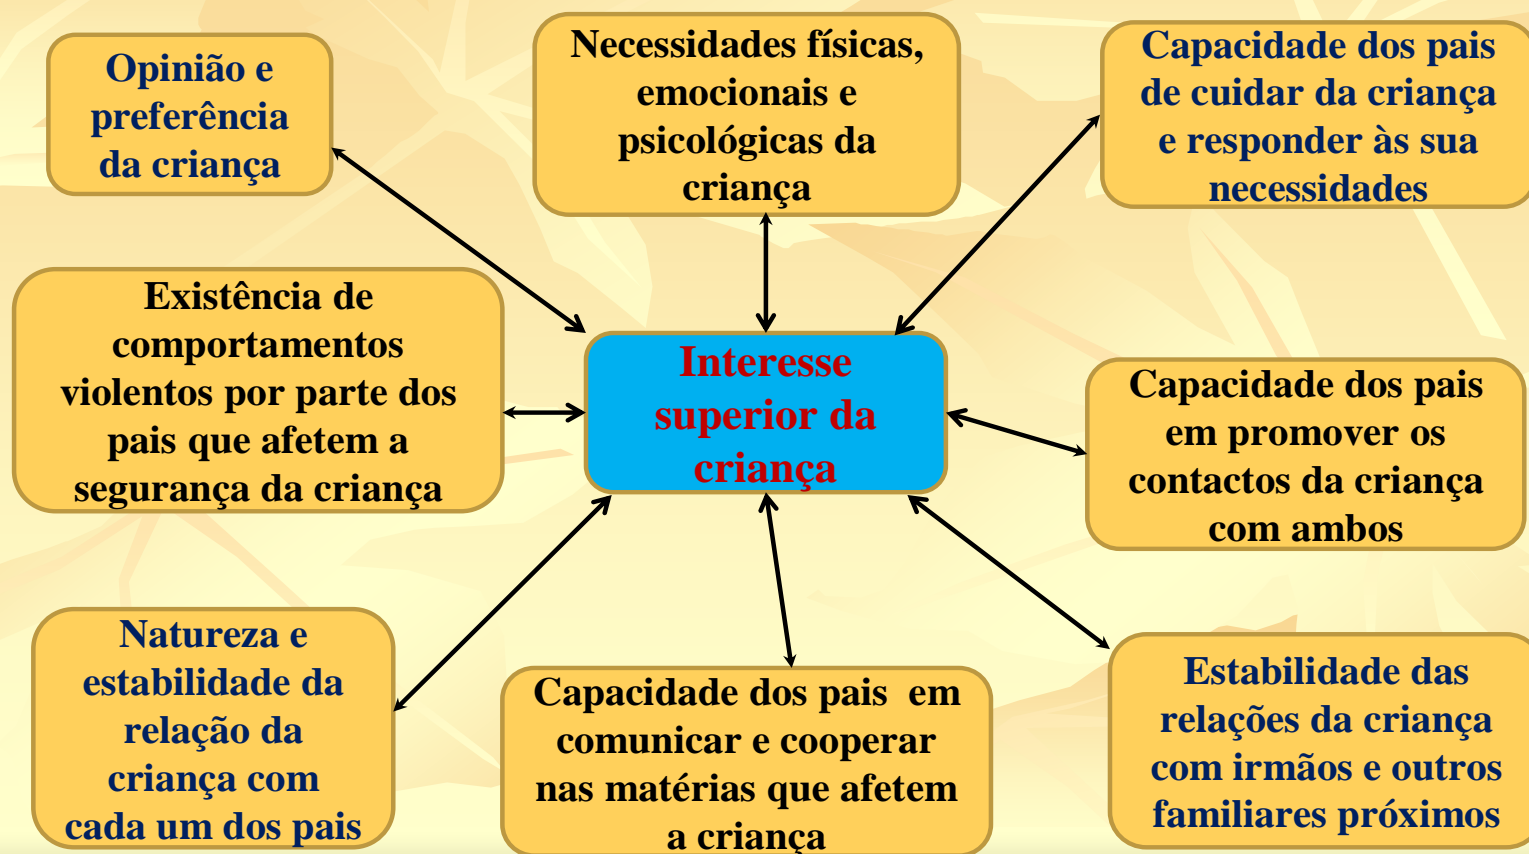 Opinião e
preferência
da criança
Necessidades físicas,
emocionais e
psicológicas da
criança
Capacidade dos pais
de cuidar da criança
e responder às sua
necessidades
Existência de
comportamentos
violentos por parte dos
pais que afetem a
segurança da criança
Interesse
superior da
criança
Capacidade dos pais
em promover os
contactos da criança
com ambos
Natureza e
estabilidade da
relação da
criança com
cada um dos pais
Capacidade dos pais  em
comunicar e cooperar
nas matérias que afetem
a criança
Estabilidade das
relações da criança
com irmãos e outros
familiares próximos